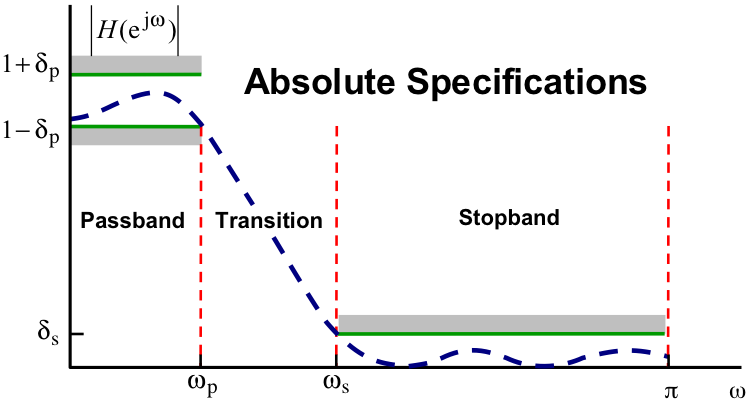 |H(e^jω)|
1+δp
Absolute Specifications
1−δp
Passband
Transition
Stopband
δs
ωp
ωs
π
ω